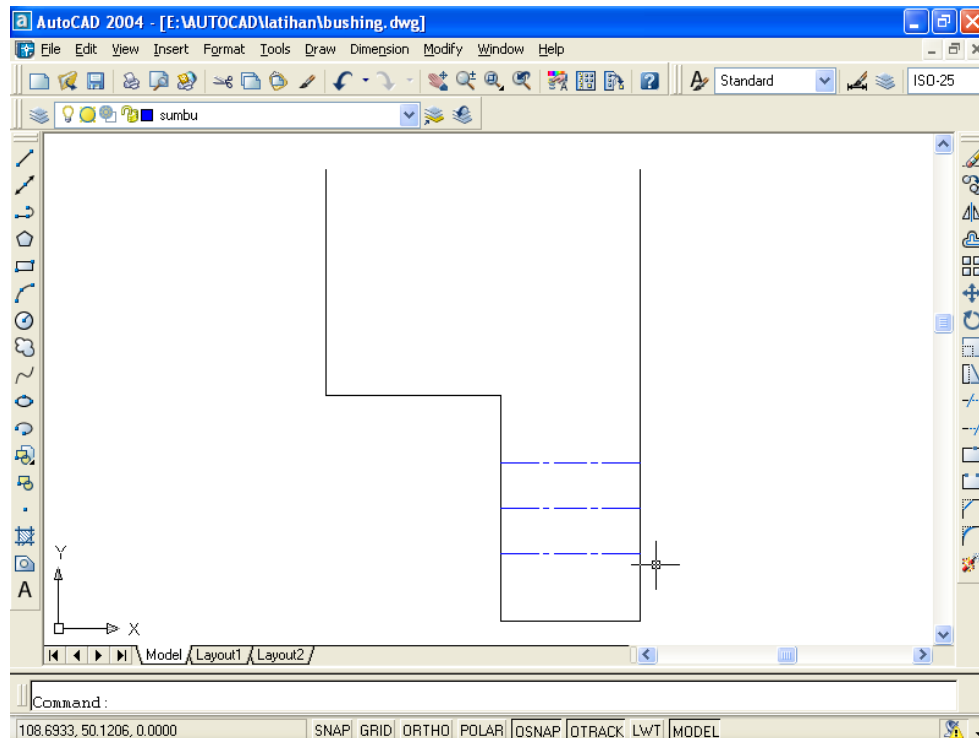 a AutoCAD 2004 - [E:\AUTOCAD\latihan\bushing.dwg]
File Edit View Insert Format Tools Draw Dimension Modify Window Help
Standard ISO-25
sumbu
A
Y
X
Model Layout1 Layout2
Command:
108.6933, 50.1206, 0.0000 SNAP GRID ORTHO POLAR OSNAP OTRACK LWT MODEL